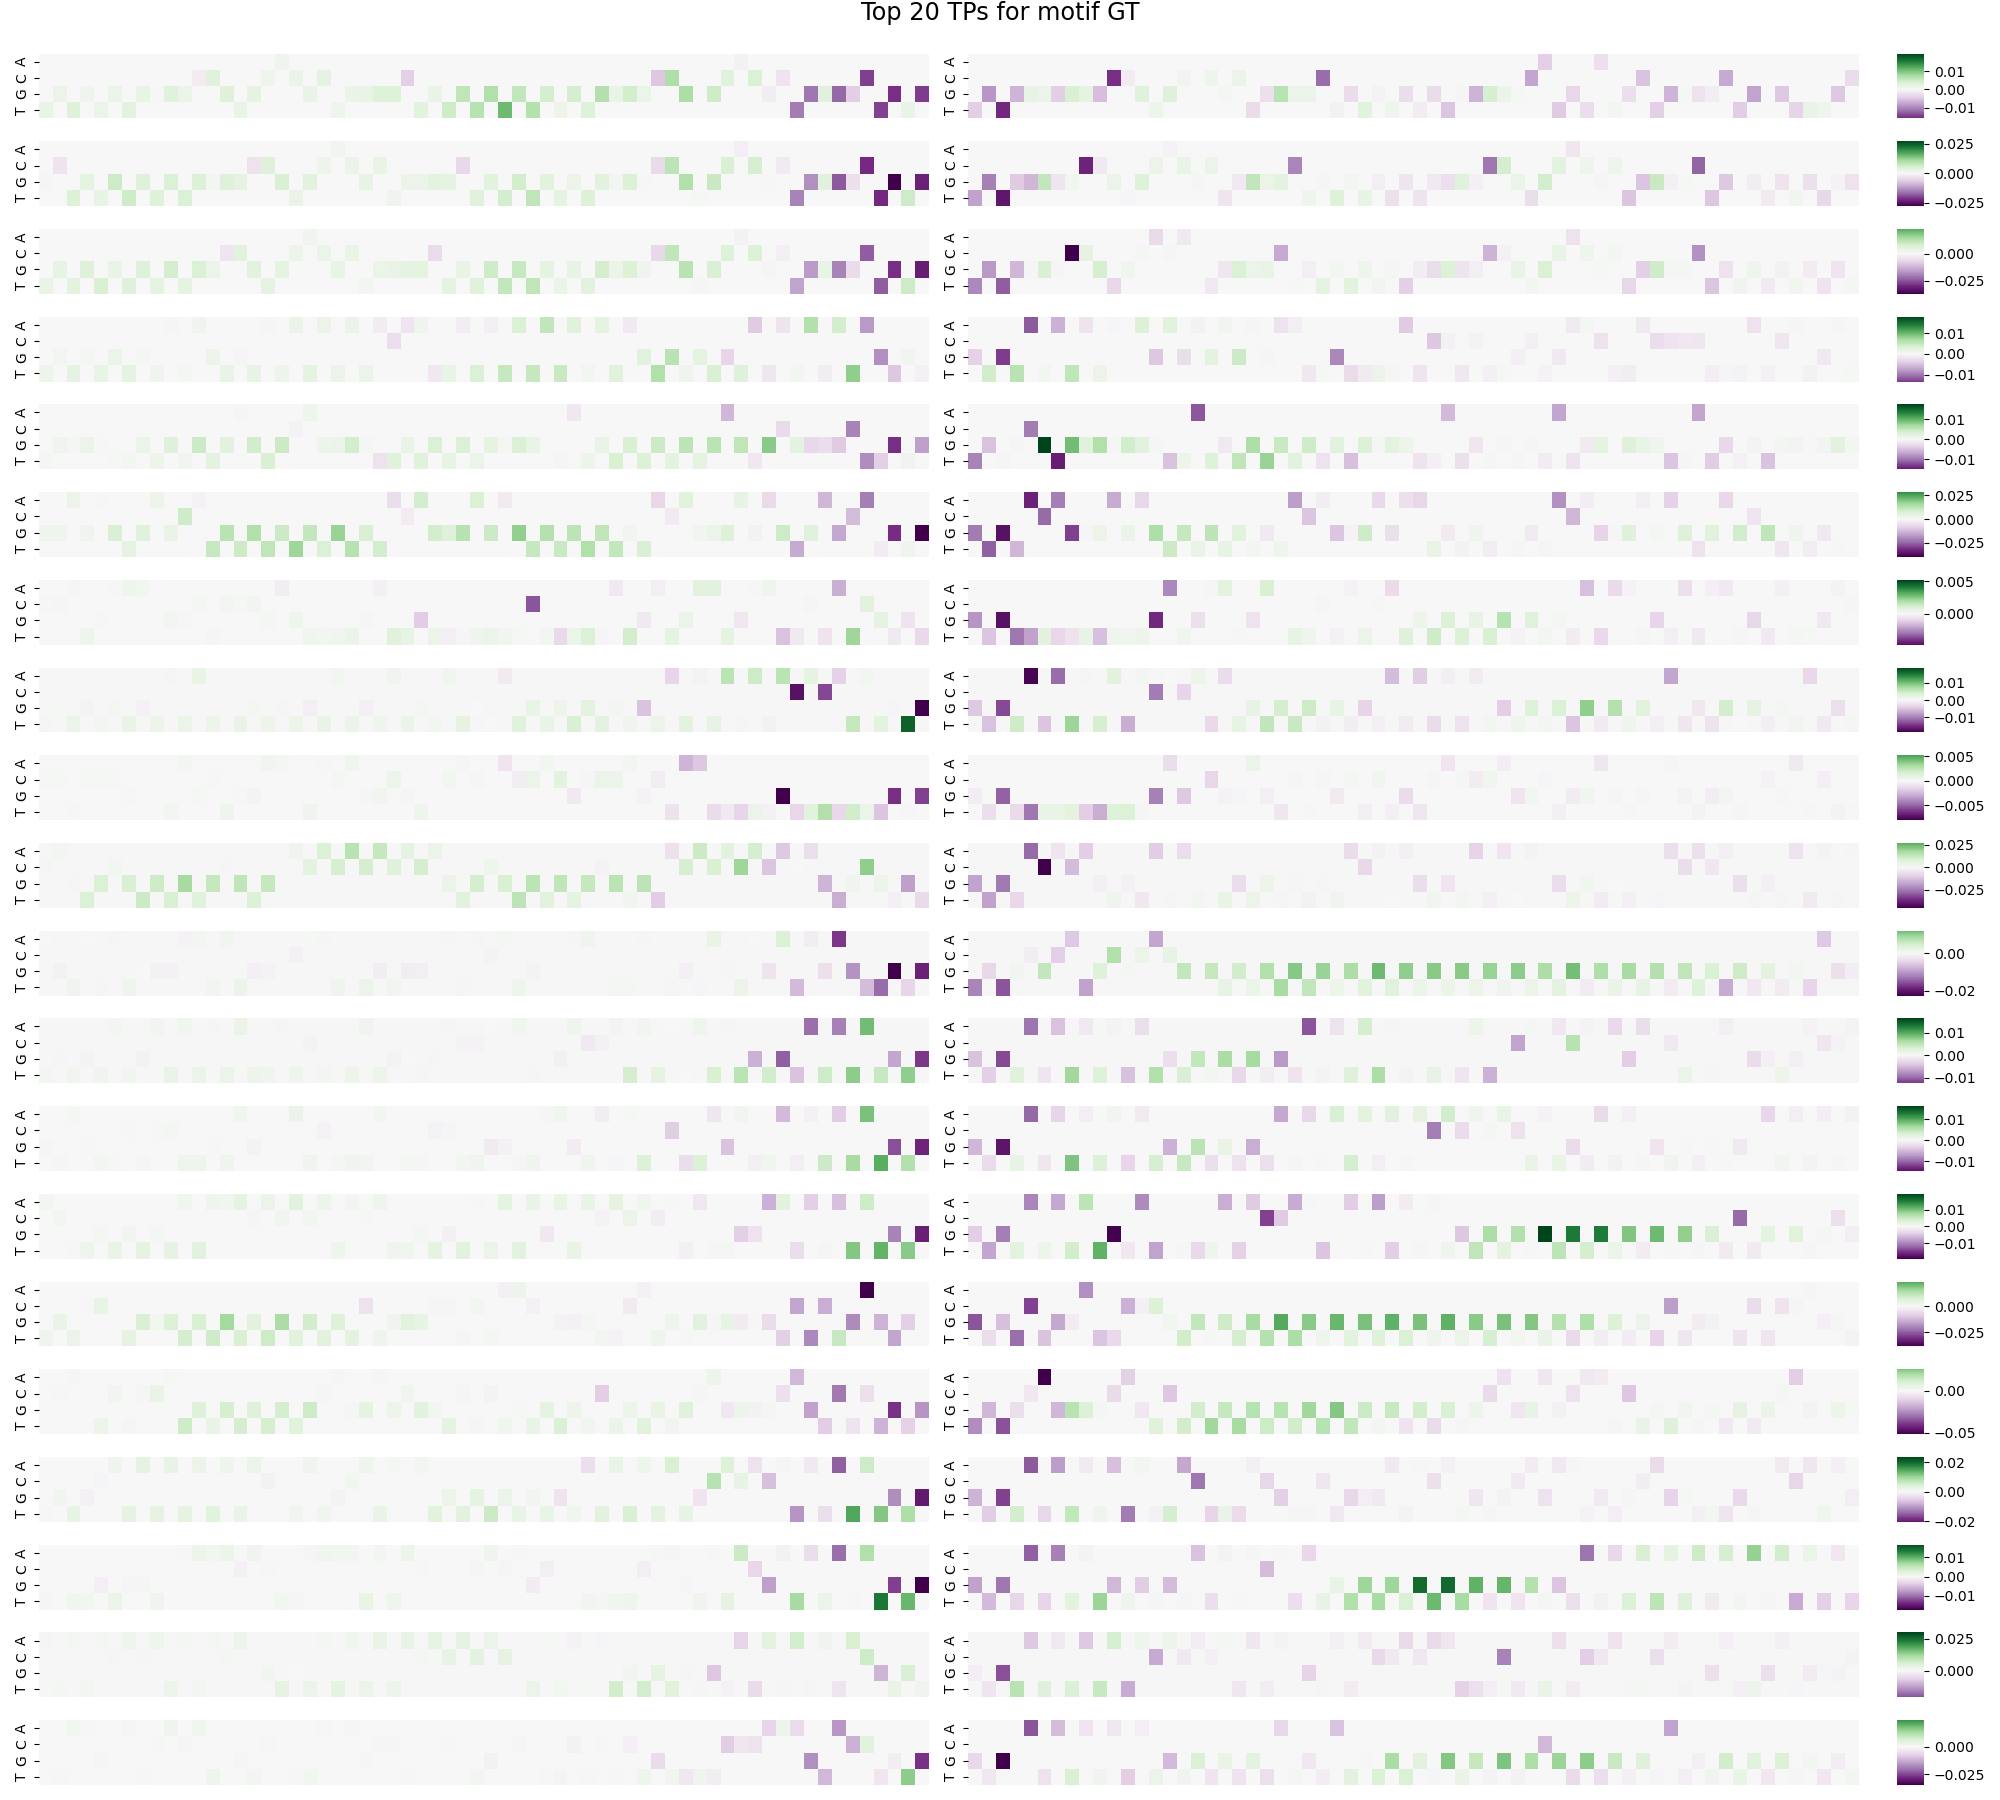 Top 20 TPs for motif GT
T G C A T G C A 0.01 0.00 −0.01
T G C A T G C A 0.025 0.000 −0.025
T G C A T G C A 0.000 −0.025
T G C A T G C A 0.01 0.00 −0.01
T G C A T G C A 0.01 0.00 −0.01
T G C A T G C A 0.025 0.000 −0.025
T G C A T G C A 0.005 0.000
T G C A T G C A 0.01 0.00 −0.01
T G C A T G C A 0.005 0.000 −0.005
T G C A T G C A 0.025 0.000 −0.025
T G C A T G C A 0.00 −0.02
T G C A T G C A 0.01 0.00 −0.01
T G C A T G C A 0.01 0.00 −0.01
T G C A T G C A 0.01 0.00 −0.01
T G C A T G C A 0.000 −0.025
T G C A T G C A 0.00 −0.05
T G C A T G C A 0.02 0.00 −0.02
T G C A T G C A 0.01 0.00 −0.01
T G C A T G C A 0.025 0.000
T G C A T G C A 0.000 −0.025